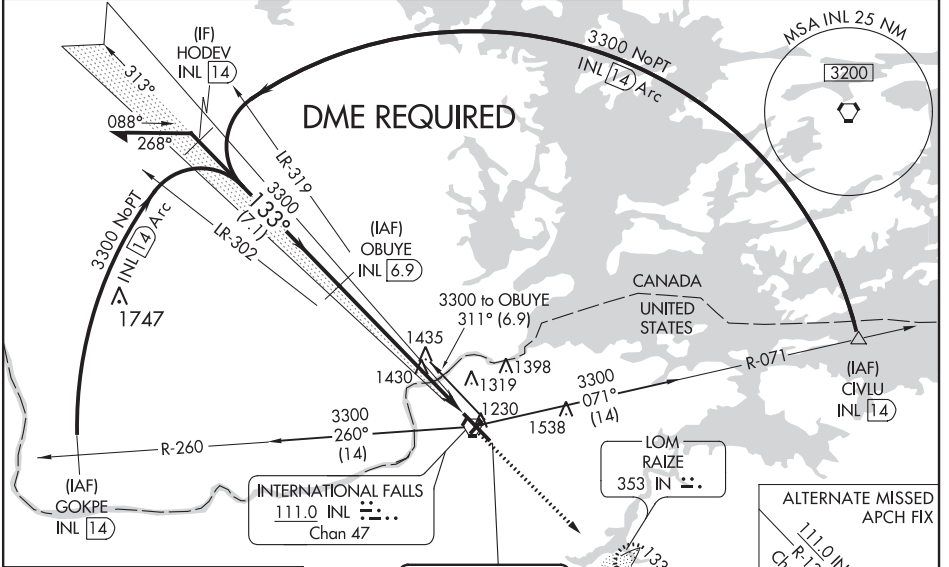 MSA INL 25 NM
3200
(IF)
HODEV
INL 14
3300 NoPT
INL 14 Arc
313°
DME REQUIRED
088°
268°
LR-319
3300
133°
(7.1)
LR-302
3300 NoPT
INL 14 Arc
1747
(IAF)
OBUYE
INL 6.9
CANADA
UNITED
STATES
3300 to OBUYE
311° (6.9)
1435
1430
1398
1319
1230
R-071
3300
071°
(14)
1538
(IAF)
CIVLU
INL 14
3300
260°
(14)
R-260
(IAF)
GOKPE
INL 14
INTERNATIONAL FALLS
111.0 INL
Chan 47
LOM
RAIZE
353 IN
ALTERNATE MISSED
APCH FIX
111.0 IN
133